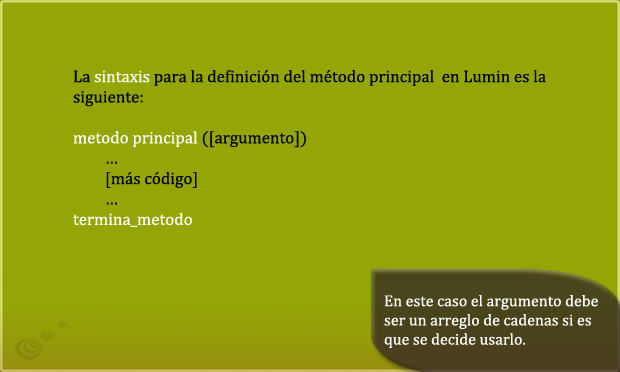 La sintaxis para la definición del método principal en Lumin es la
siguiente:
metodo principal ([argumento])
...
[más código]
...
termina_metodo
En este caso el argumento debe
ser un arreglo de cadenas si es
que se decide usarlo.